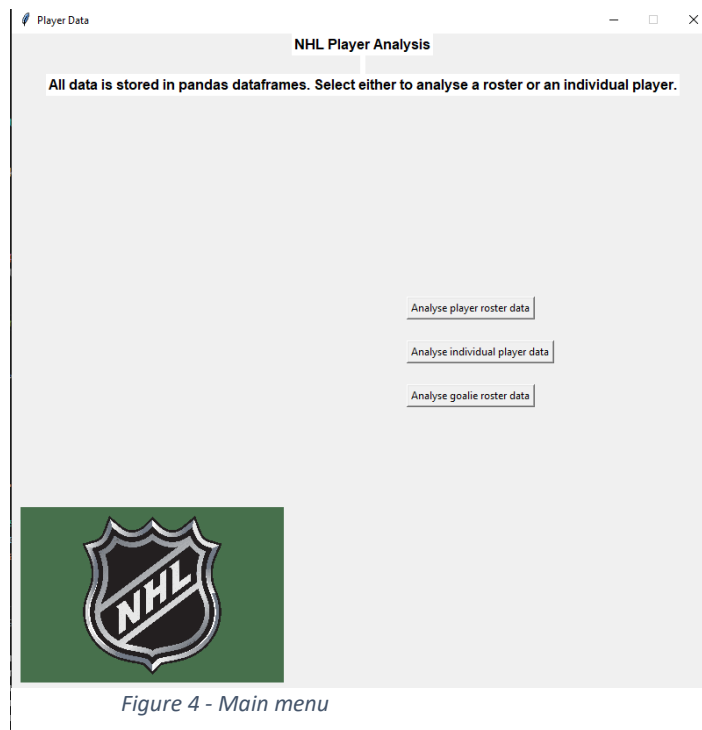 Player Data
NHL Player Analysis
All data is stored in pandas dataframes. Select either to analyse a roster or an individual player.
Analyse player roster data
Analyse individual player data
Analyse goalie roster data
NHL
Figure 4 - Main menu